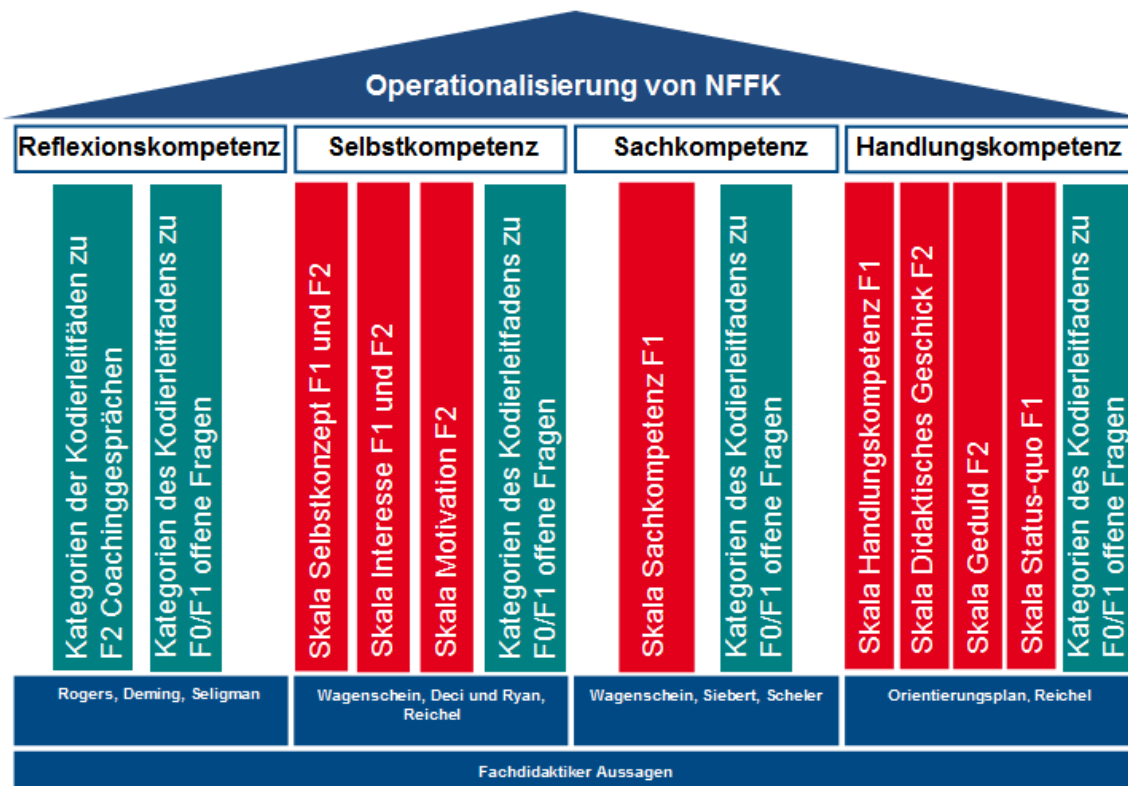 Operationalisierung von NFFK
Reflexionskompetenz
Selbstkompetenz
Sachkompetenz
Handlungskompetenz
Kategorien der Kodierleitfäden zu
F2 Coachinggesprächen
Kategorien des Kodierleitfadens zu
F0/F1 offene Fragen
Skala Selbstkonzept F1 und F2
Skala Interesse F1 und F2
Skala Motivation F2
Kategorien des Kodierleitfadens zu
F0/F1 offene Fragen
Skala Sachkompetenz F1
Kategorien des Kodierleitfadens zu
F0/F1 offene Fragen
Skala Handlungskompetenz F1
Skala Didaktisches Geschick F2
Skala Geduld F2
Skala Status-quo F1
Kategorien des Kodierleitfadens zu
F0/F1 offene Fragen
Rogers, Deming, Seligman
Wagenschein, Deci und Ryan,
Reichel
Wagenschein, Siebert, Scheler
Orientierungsplan, Reichel
Fachdidaktiker Aussagen